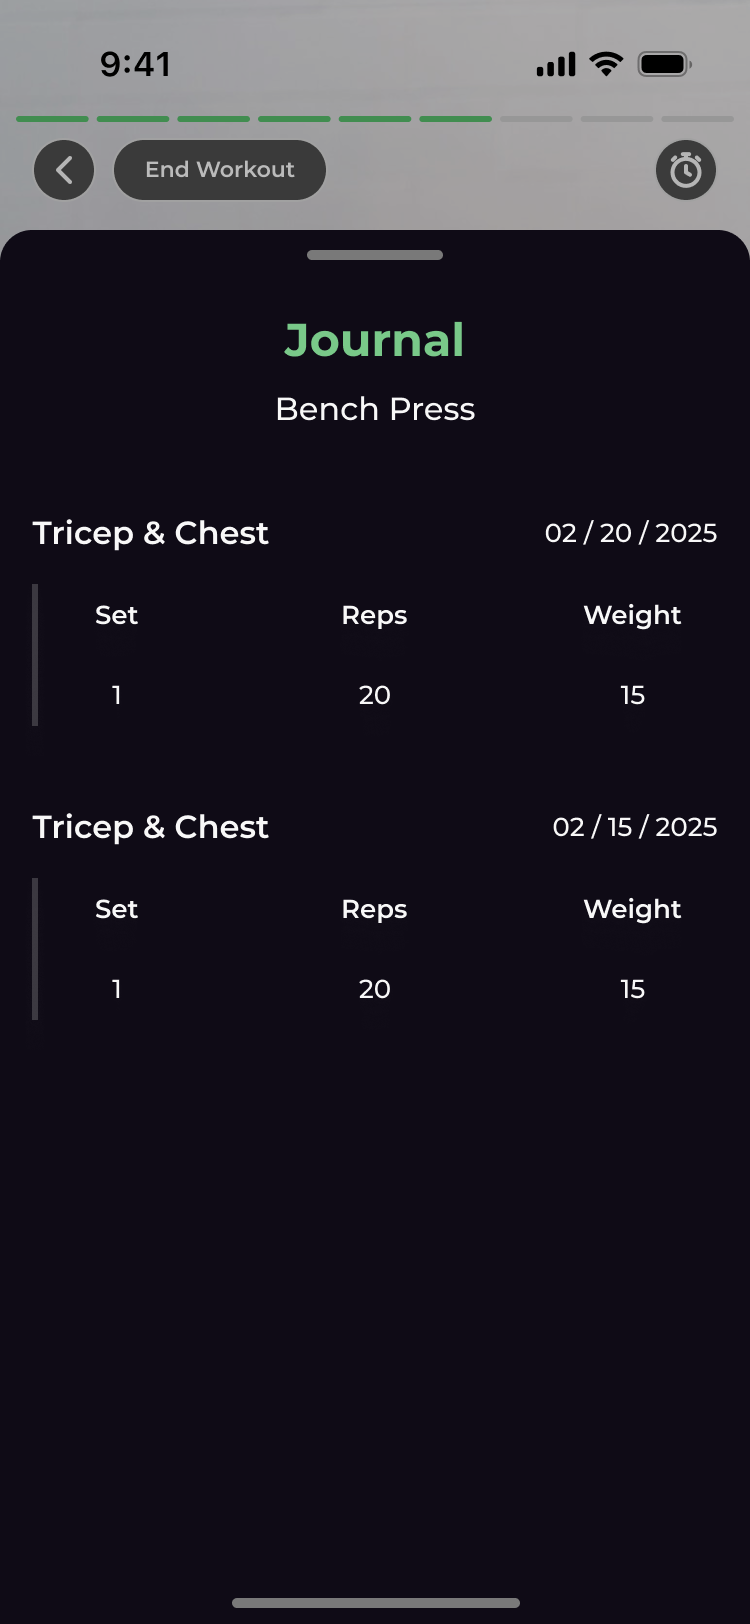 9:41
End Workout
Journal
Bench Press
Tricep & Chest 02 / 20 / 2025
Set Reps Weight
1 20 15
Tricep & Chest 02 / 15 / 2025
Set Reps Weight
1 20 15